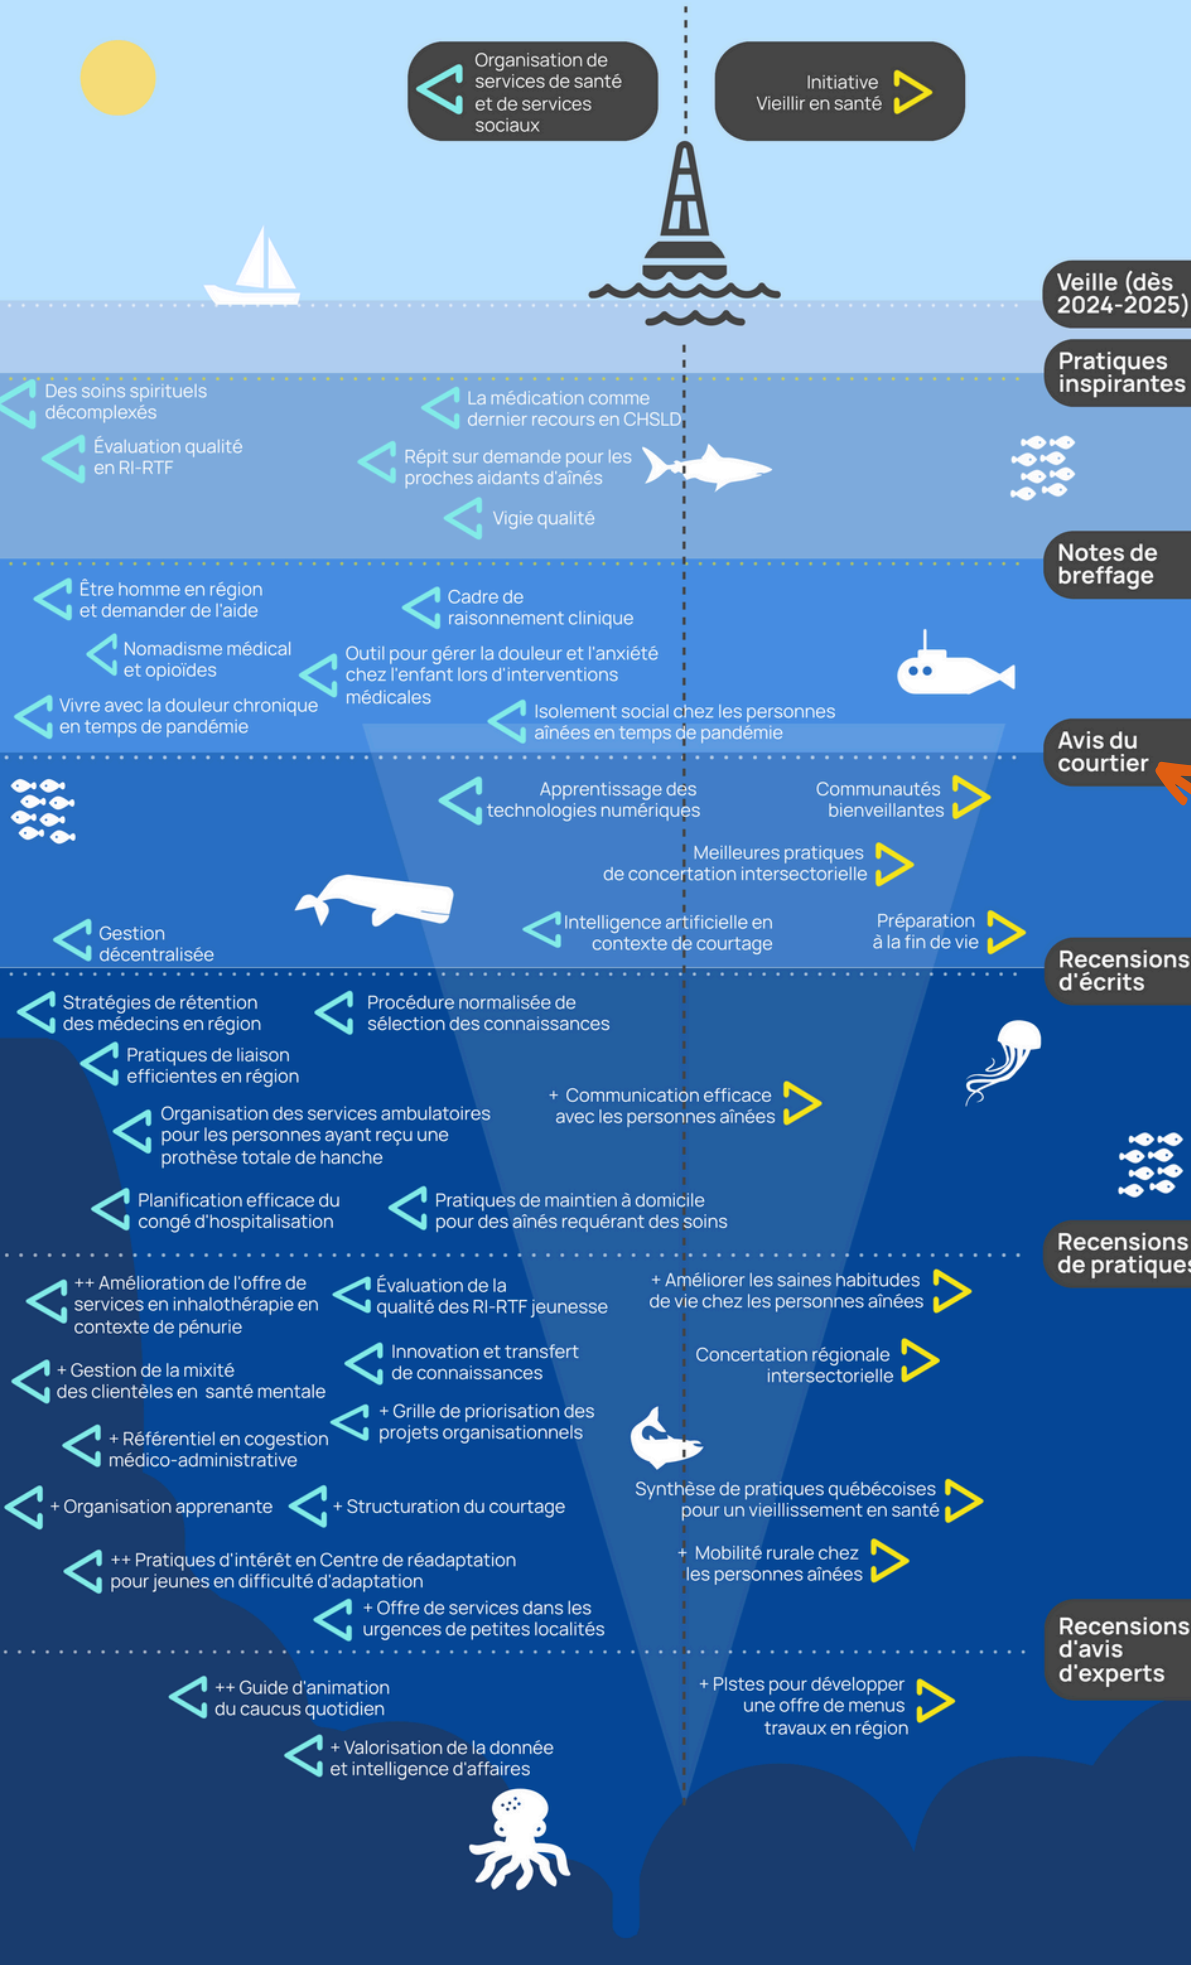 Organisation de
services de santé
et de services
sociaux
Initiative
Vieillir en santé
Veille (dès
2024-2025)
Pratiques
inspirantes
Des soins spirituels
décomplexés
La médication comme
dernier recours en CHSLD
Évaluation qualité
en RI-RTF
Répit sur demande pour les
proches aidants d'aînés
Vigie qualité
Notes de
breffage
Être homme en région
et demander de l'aide
Cadre de
raisonnement clinique
Nomadisme médical
et opioïdes
Outil pour gérer la douleur et l'anxiété
chez l'enfant lors d'interventions
médicales
Vivre avec la douleur chronique
en temps de pandémie
Isolement social chez les personnes
aînées en temps de pandémie
Avis du
courtier
Apprentissage des
technologies numériques
Communautés
bienveillantes
Meilleures pratiques
de concertation intersectorielle
Gestion
décentralisée
Intelligence artificielle en
contexte de courtage
Préparation
à la fin de vie
Recensions
d'écrits
Stratégies de rétention
des médecins en région
Procédure normalisée de
sélection des connaissances
Pratiques de liaison
efficientes en région
+ Communication efficace
avec les personnes aînées
Organisation des services ambulatoires
pour les personnes ayant reçu une
prothèse totale de hanche
Planification efficace du
congé d'hospitalisation
Pratiques de maintien à domicile
pour des aînés requérant des soins
Recensions
de pratiques
++ Amélioration de l'offre de
services en inhalothérapie en
contexte de pénurie
Évaluation de la
qualité des RI-RTF jeunesse
+ Améliorer les saines habitudes
de vie chez les personnes aînées
Innovation et transfert
de connaissances
Concertation régionale
intersectorielle
+ Gestion de la mixité
des clientèles en santé mentale
+ Grille de priorisation des
projets organisationnels
+ Référentiel en cogestion
médico-administrative
Synthèse de pratiques québécoises
pour un vieillissement en santé
+ Organisation apprenante
+ Structuration du courtage
+ Mobilité rurale chez
les personnes aînées
++ Pratiques d'intérêt en Centre de réadaptation
pour jeunes en difficulté d'adaptation
+ Offre de services dans les
urgences de petites localités
Recensions
d'avis
d'experts
++ Guide d'animation
du caucus quotidien
+ PIstes pour développer
une offre de menus
travaux en région
+ Valorisation de la donnée
et intelligence d'affaires